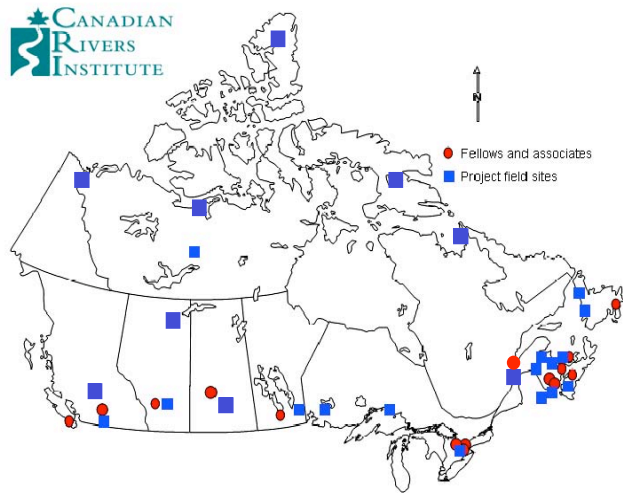 CANADIAN
RIVERS
INSTITUTE
N
Fellows and associates
Project field sites